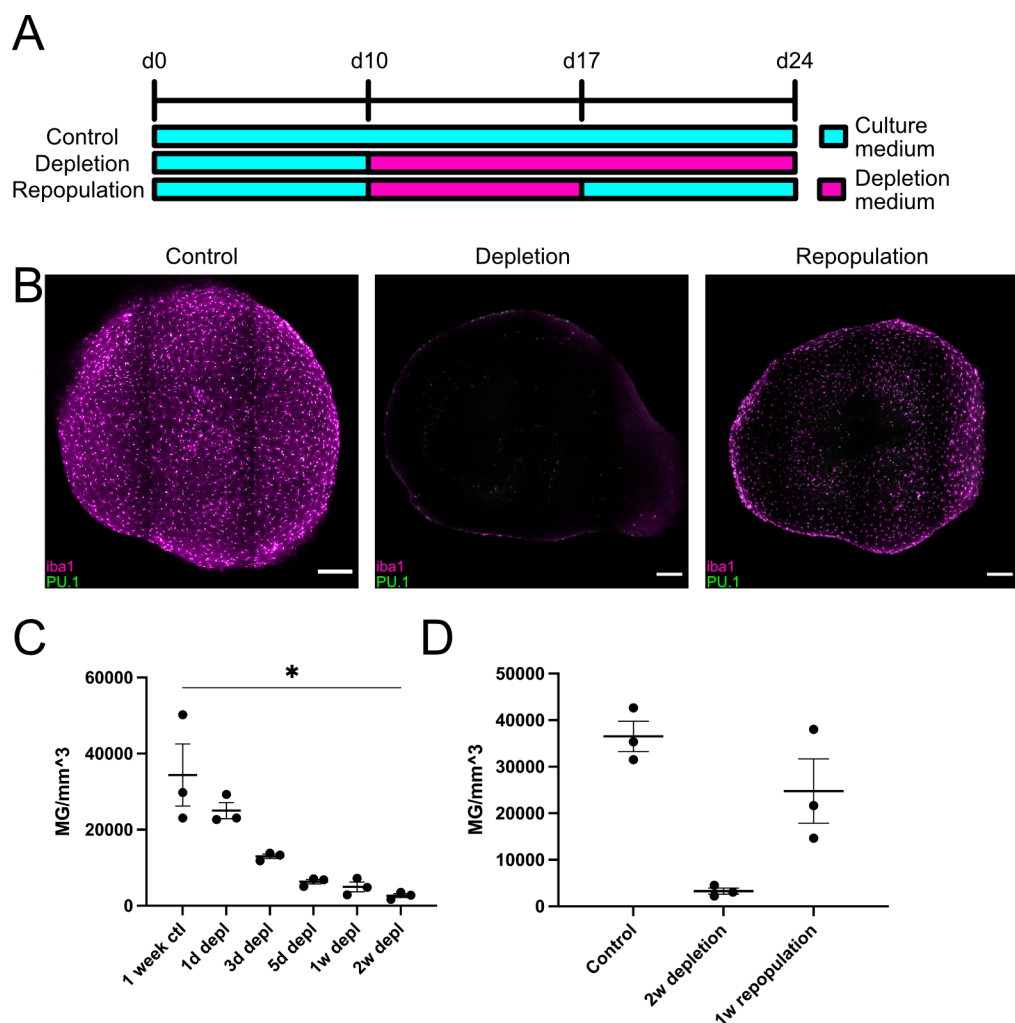 A
d0 d10 d17 d24
Control
Depletion
Repopulation
Culture
medium
Depletion
medium
B
Control Depletion Repopulation
iba1
PU.1
iba1
PU.1
iba1
PU.1
C
*
60000
40000
20000
0
MG/mm^3
1 week ctl
1d depl
3d depl
5d depl
1w depl
2w depl
D
50000
40000
30000
20000
10000
0
MG/mm^3
Control
2w depletion
1w repopulation